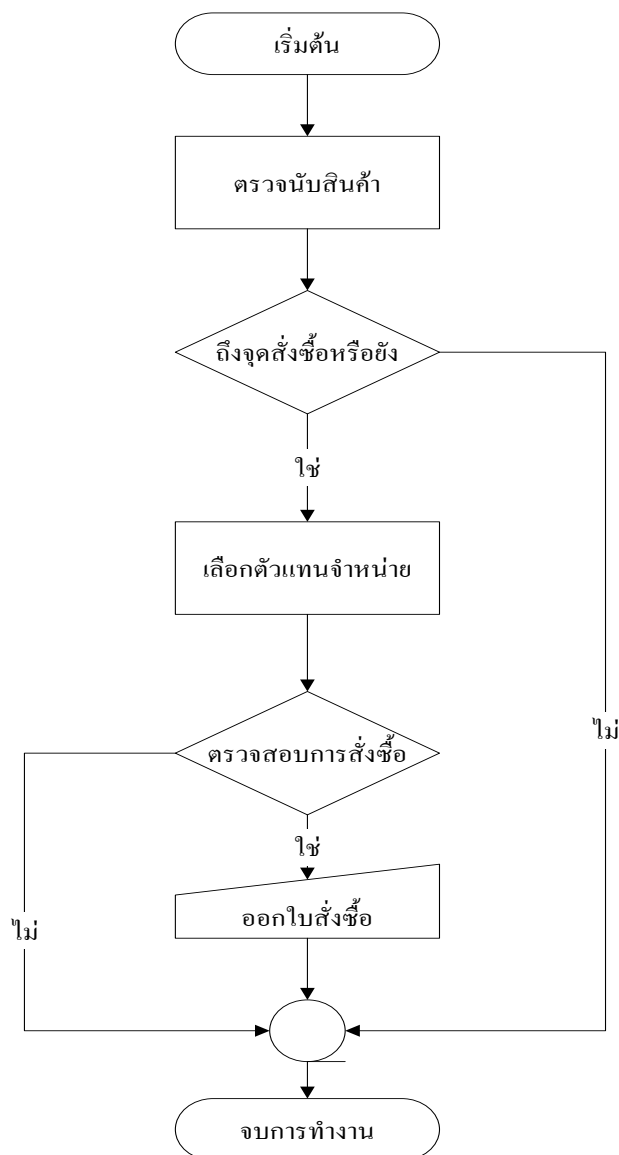 เริ่มต้น
ตรวจนับสินค้า
ถึงจุดสั่งซื้อหรือยัง
ใช่
เลือกตัวแทนจำหน่าย
ไม่
ตรวจสอบการสั่งซื้อ
ใช่
ออกใบสั่งซื้อ
ไม่
จบการทำงาน